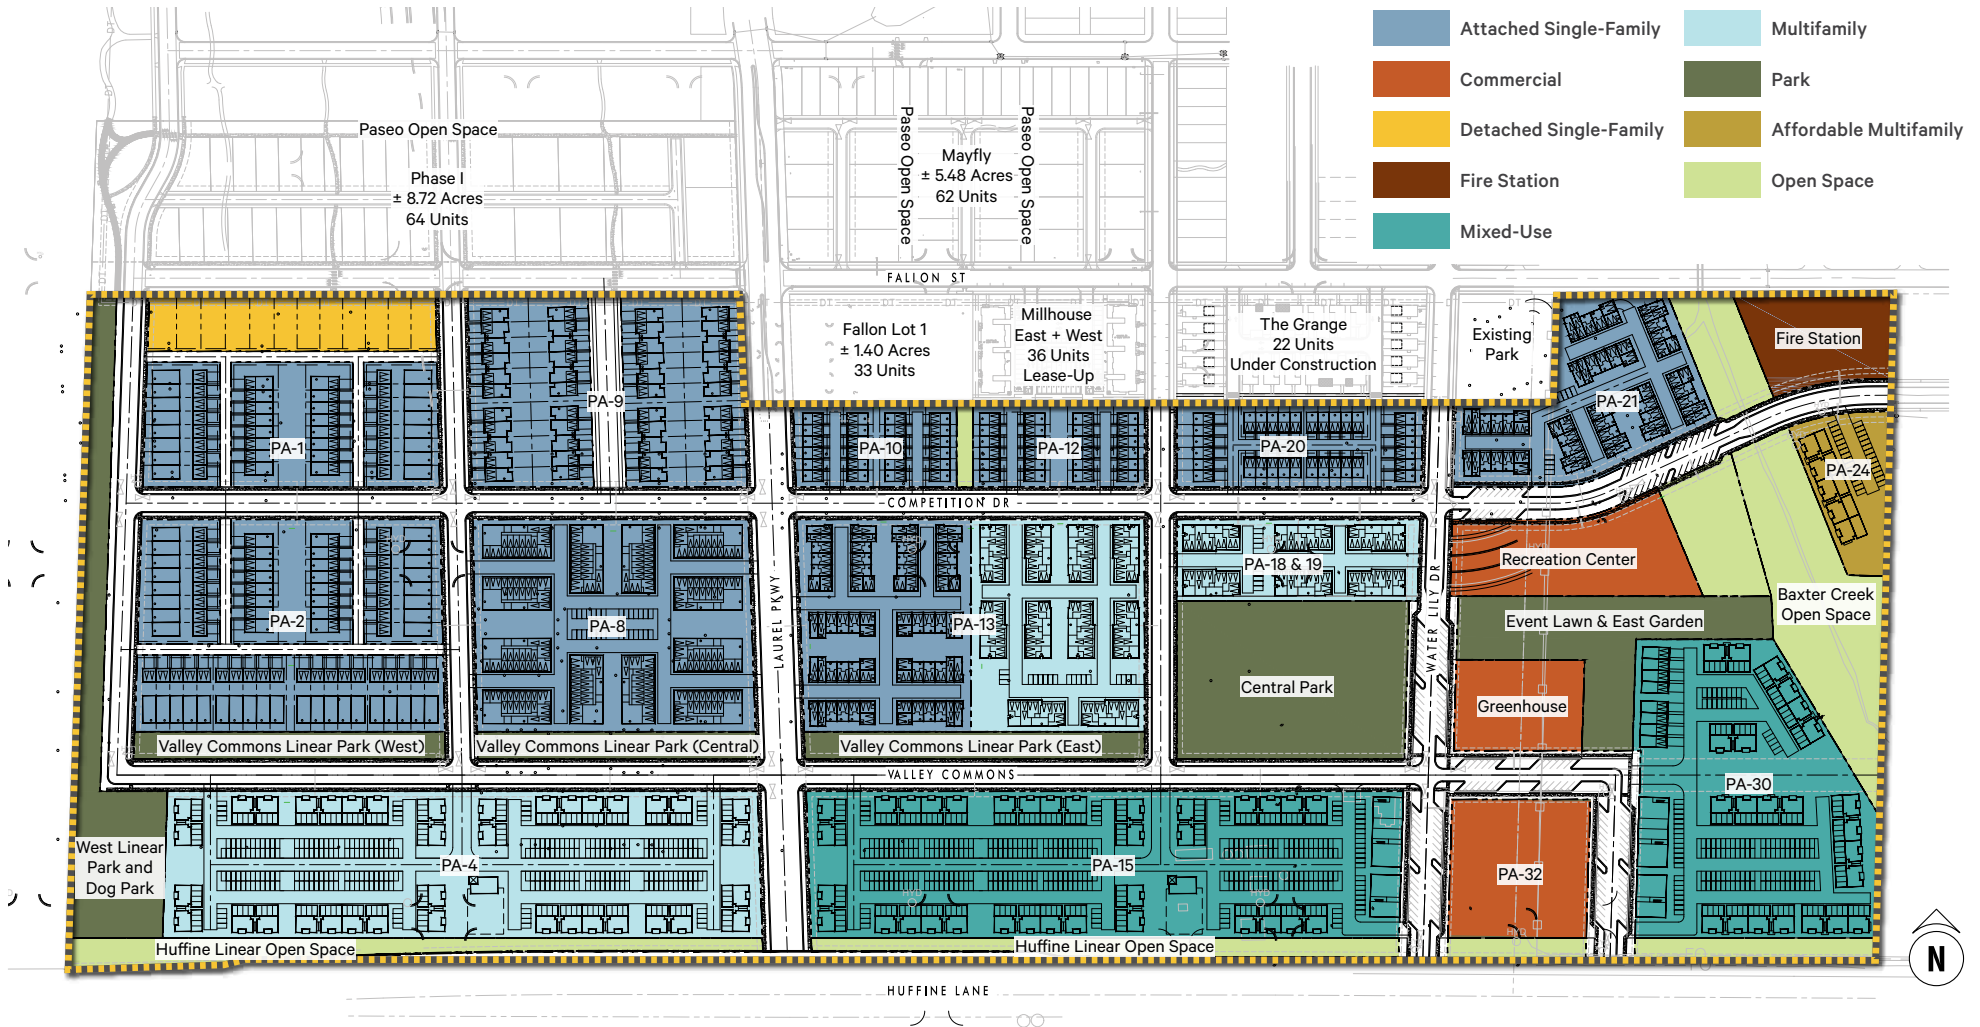 Attached Single-Family
Multifamily
Commercial
Park
Detached Single-Family
Affordable Multifamily
Fire Station
Open Space
Mixed-Use
Paseo Open Space
Phase I
± 8.72 Acres
64 Units
Paseo Open Space
Mayfly
± 5.48 Acres
62 Units
Paseo Open Space
FALLON ST
Fallon Lot 1
± 1.40 Acres
33 Units
Millhouse
East + West
36 Units
Lease-Up
The Grange
22 Units
Under Construction
Existing
Park
Fire Station
PA-9
PA-21
PA-1
PA-10
PA-12
PA-20
PA-24
COMPETITION DR
PA-18 & 19
Recreation Center
Baxter Creek
Open Space
PA-2
PA-8
LAUREL PKWY
PA-13
WATER LILY DR
Event Lawn & East Garden
Central Park
Greenhouse
Valley Commons Linear Park (West)
Valley Commons Linear Park (Central)
Valley Commons Linear Park (East)
VALLEY COMMONS
PA-30
West Linear
Park and
Dog Park
PA-4
PA-15
PA-32
Huffine Linear Open Space
Huffine Linear Open Space
HUFFINE LANE
N